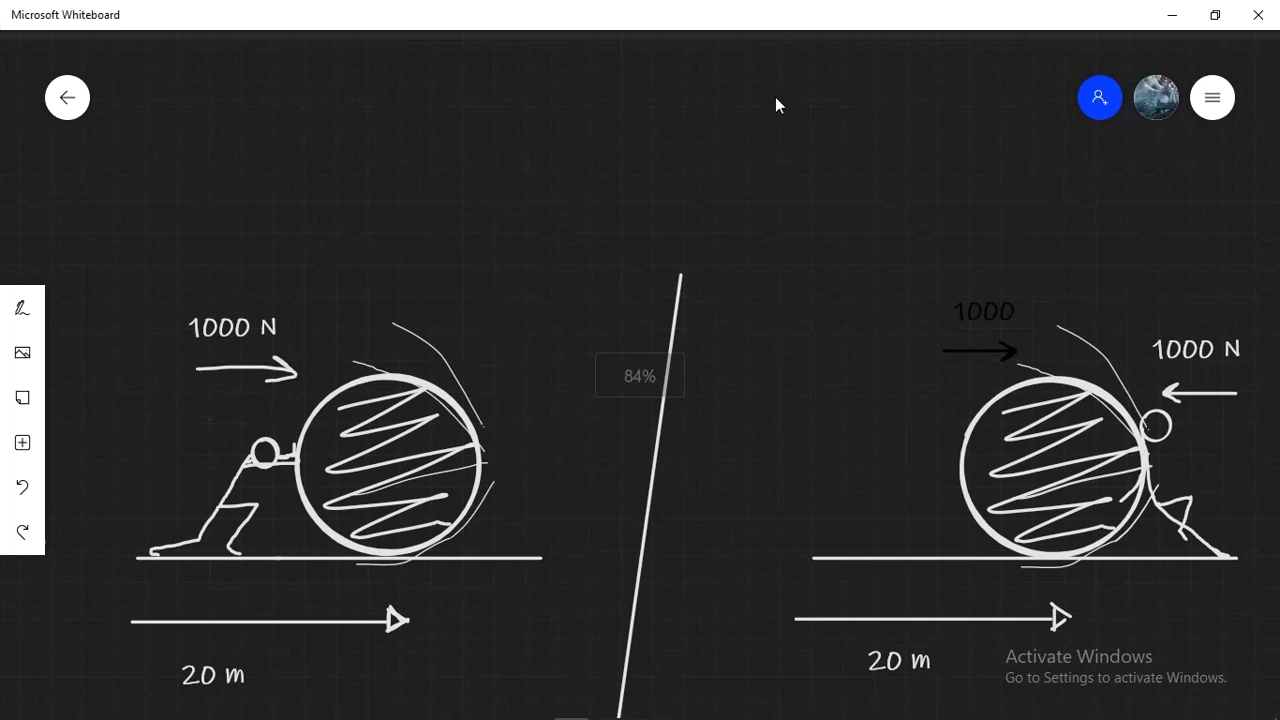 Microsoft Whiteboard
1000 N
84%
20 m
1000
1000 N
20 m
Activate Windows
Go to Settings to activate Windows.